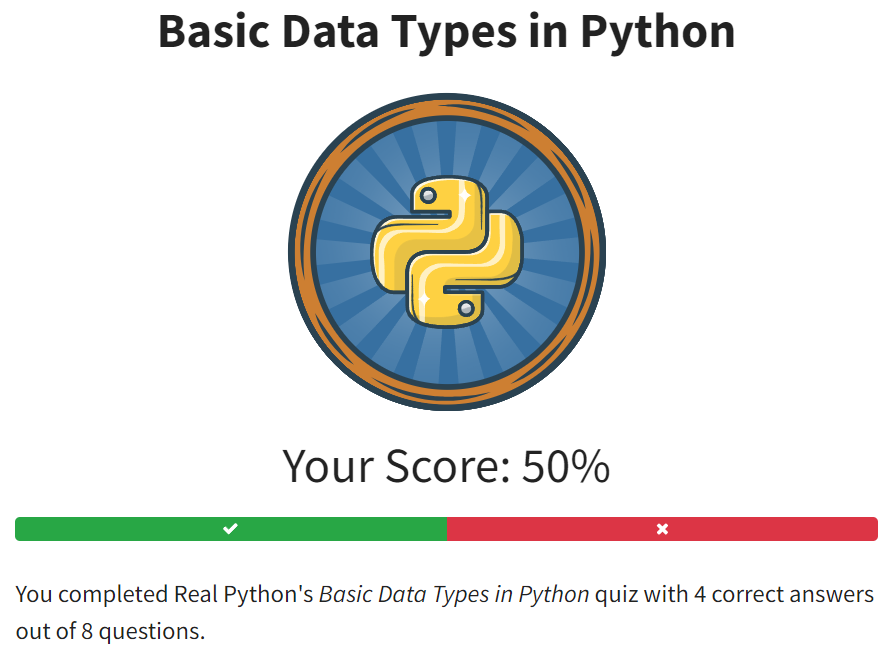 Basic Data Types in Python
Your Score: 50%
You completed Real Python's Basic Data Types in Python quiz with 4 correct answers
out of 8 questions.